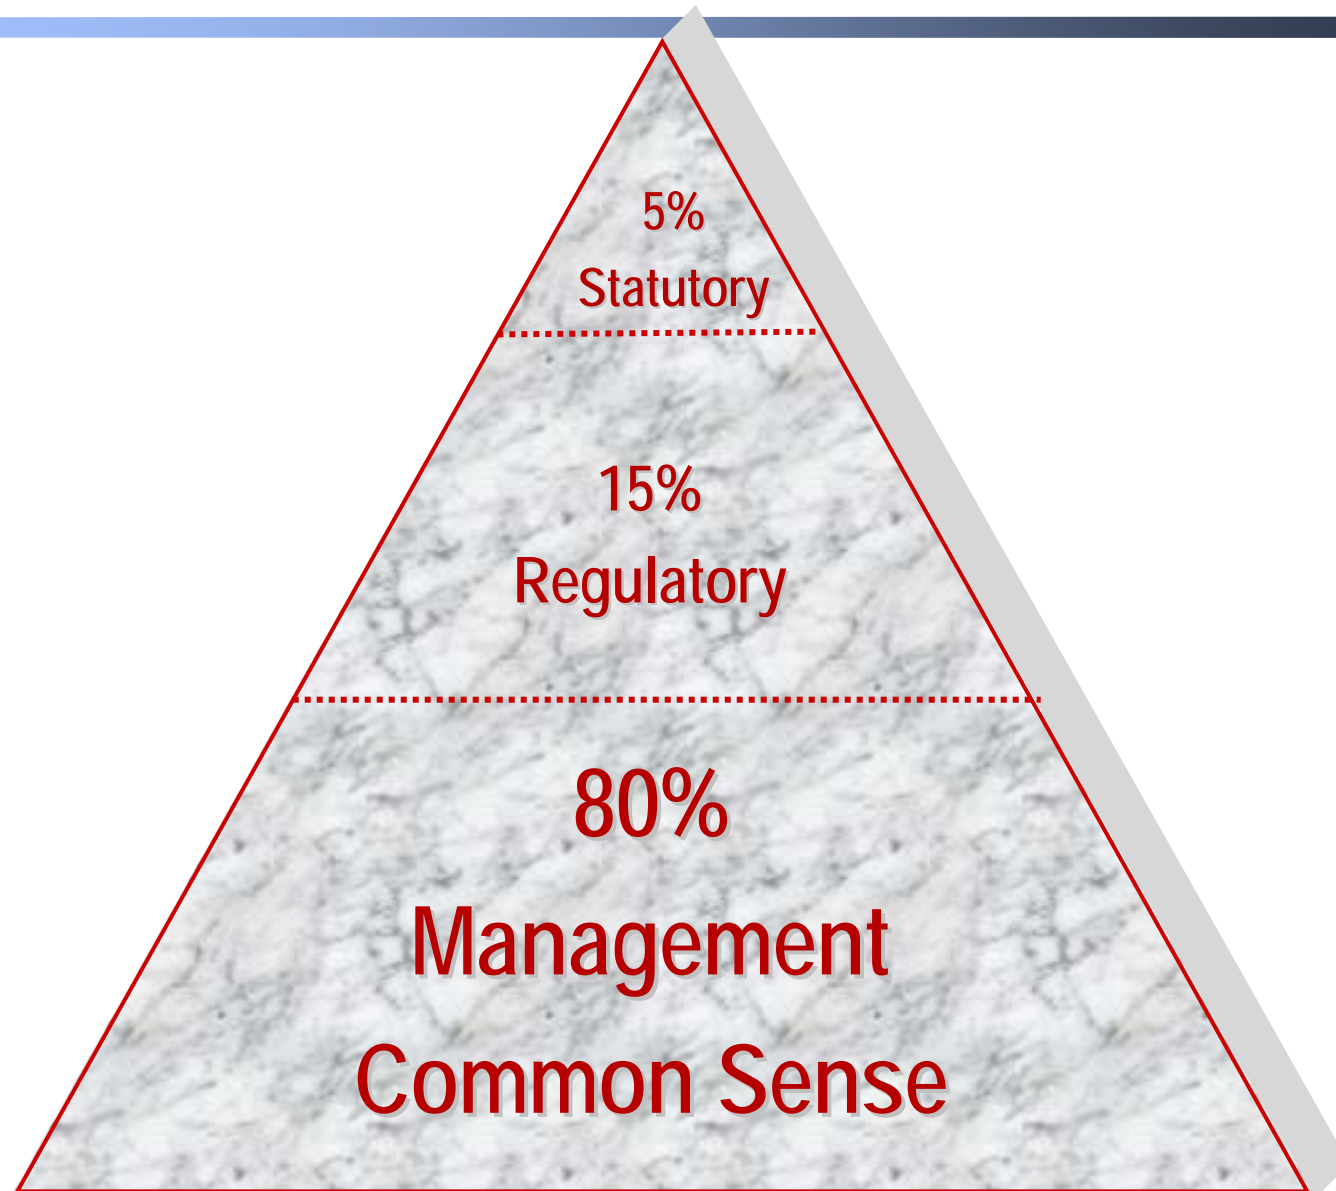 5%
Statutory
15%
Regulatory
80%
Management
Common Sense